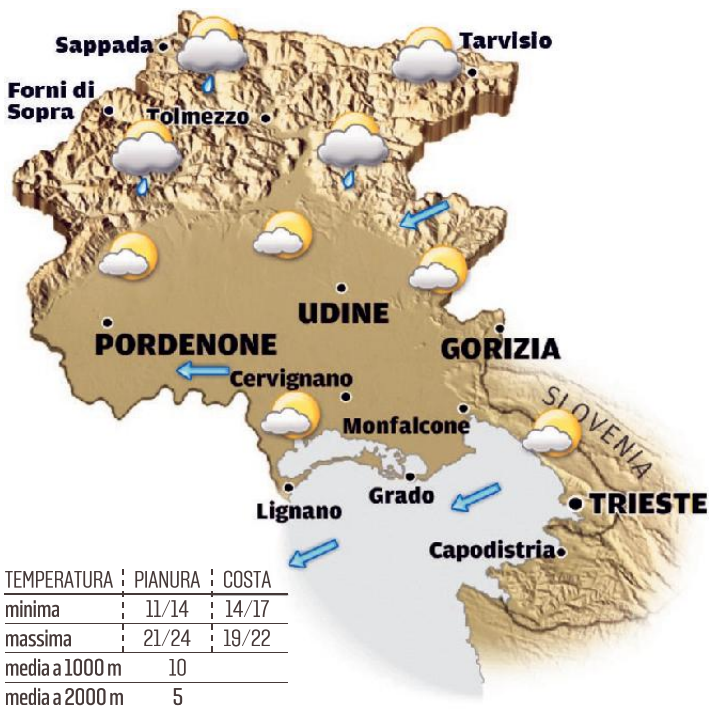 Sappada
Tarvisio
Forni di
Sopra
Tolmezzo
UDINE
PORDENONE
GORIZIA
Cervignano
SLOVENIA
Monfalcone
Lignano
Grado
TRIESTE
Capodistria
TEMPERATURA PIANURA COSTA
minima 11/14 14/17
massima 21/24 19/22
media a 1000 m 10
media a 2000 m 5